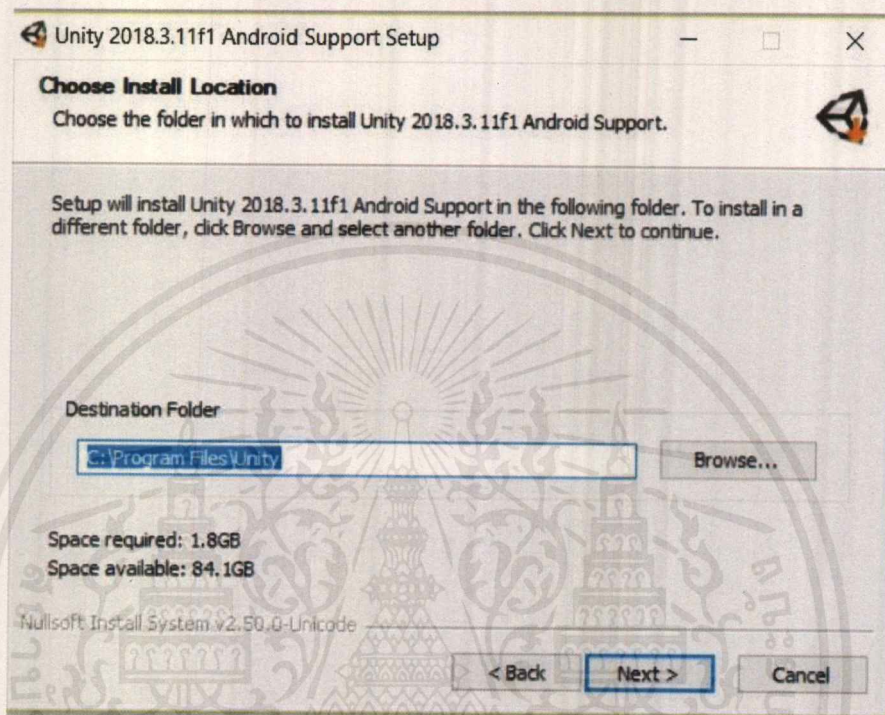 Unity 2018.3.11f1 Android Support Setup
Choose Install Location
Choose the folder in which to install Unity 2018.3.11f1 Android Support.
Setup will install Unity 2018.3.11f1 Android Support in the following folder. To install in a
different folder, click Browse and select another folder. Click Next to continue.
Destination Folder
C:\Program Files\Unity
Browse...
Space required: 1.8GB
Space available: 84.1GB
Nullsoft Install System v2.50.0-Unicode
< Back
Next >
Cancel